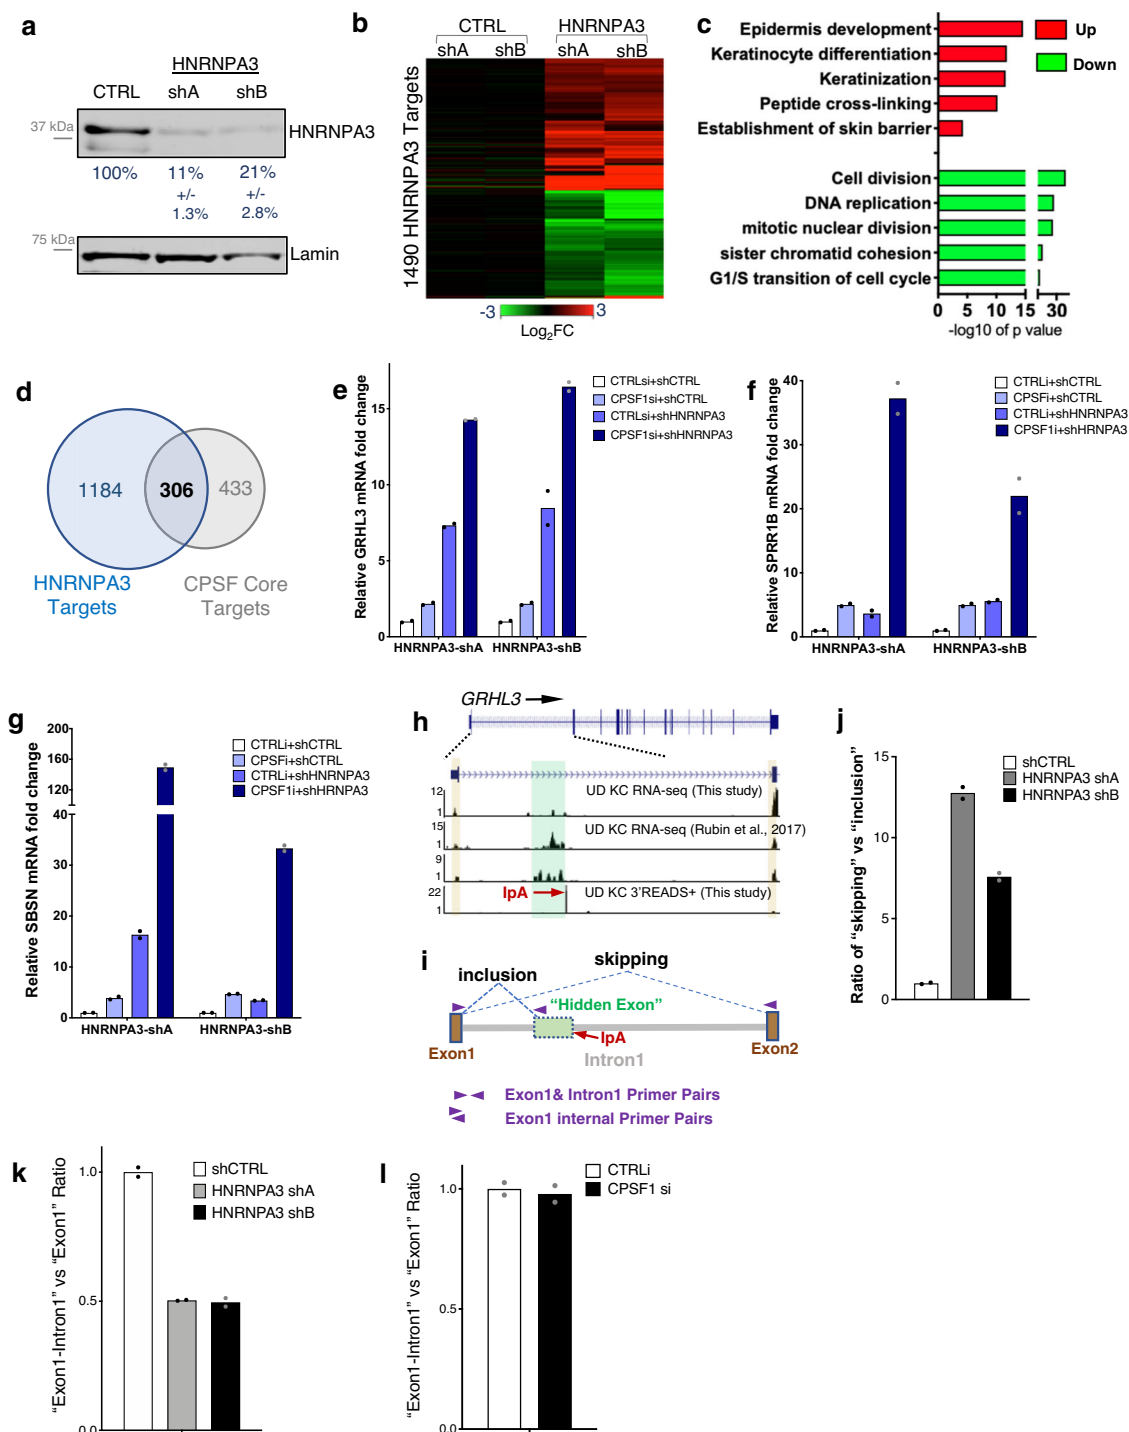 a
HNRNPA3
CTRL shA shB
37 kDa
HNRNPA3
100% 11% 21%
+/- +/-
1.3% 2.8%
75 kDa
Lamin
b
CTRL HNRNPA3
shA shB shA shB
1490 HNRNPA3 Targets
-3 3
Log2FC
c
Epidermis development
Keratinocyte differentiation
Keratinization
Peptide cross-linking
Establishment of skin barrier
Cell division
DNA replication
mitotic nuclear division
sister chromatid cohesion
G1/S transition of cell cycle
0 5 10 15 30
-log10 of p value
Up
Down
d
1184 306 433
HNRNPA3
Targets
CPSF Core
Targets
e
Relative GRHL3 mRNA fold change
15
10
5
0
HNRNPA3-shA HNRNPA3-shB
CTRLsi+shCTRL
CPSF1si+shCTRL
CTRLsi+shHNRNPA3
CPSF1si+shHNRNPA3
f
Relative SPRR1B mRNA fold change
40
30
20
10
0
HNRNPA3-shA HNRNPA3-shB
CTRLi+shCTRL
CPSFi+shCTRL
CTRLi+shHNRNPA3
CPSF1i+shHRNPA3
g
Relative SBSN mRNA fold change
200
160
120
40
30
20
10
0
HNRNPA3-shA HNRNPA3-shB
CTRLi+shCTRL
CPSFi+shCTRL
CTRLi+shHNRNPA3
CPSF1i+shHRNPA3
h
GRHL3
12
1
UD KC RNA-seq (This study)
15
1
UD KC RNA-seq (Rubin et al., 2017)
9
1
22
1
IpA
UD KC 3'READS+ (This study)
i
skipping
inclusion
“Hidden Exon”
IpA
Exon1
Intron1
Exon2
Exon1& Intron1 Primer Pairs
Exon1 internal Primer Pairs
j
Ratio of “skipping” vs “inclusion”
15
10
5
0
shCTRL
HNRNPA3 shA
HNRNPA3 shB
k
“Exon1-Intron1” vs “Exon1” Ratio
1.0
0.5
0.0
shCTRL
HNRNPA3 shA
HNRNPA3 shB
l
“Exon1-Intron1” vs “Exon1” Ratio
1.0
0.5
0.0
CTRLi
CPSF1 si